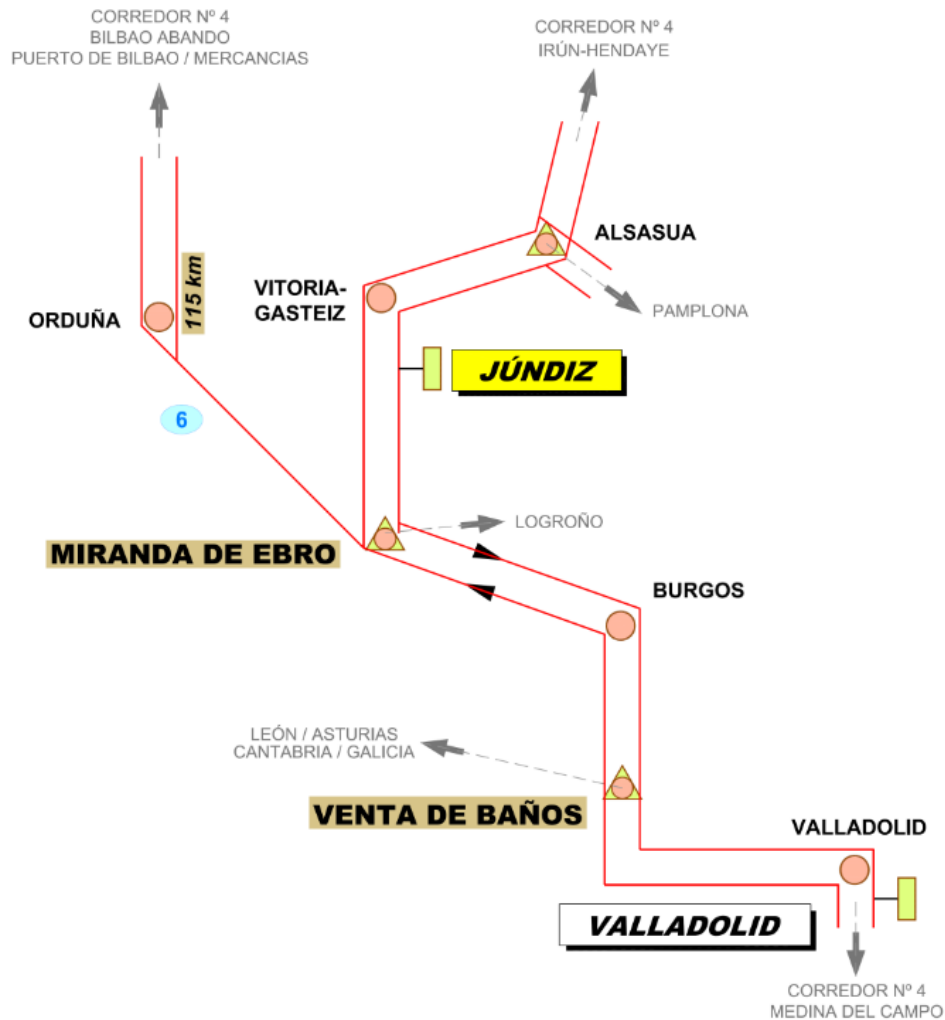 CORREDOR Nº 4
BILBAO ABANDO
PUERTO DE BILBAO / MERCANCIAS
CORREDOR Nº 4
IRÚN-HENDAYE
ALSASUA
VITORIA-
GASTEIZ
115 km
ORDUÑA
PAMPLONA
JÚNDIZ
6
LOGROÑO
MIRANDA DE EBRO
BURGOS
LEÓN / ASTURIAS
CANTABRIA / GALICIA
VENTA DE BAÑOS
VALLADOLID
VALLADOLID
CORREDOR Nº 4
MEDINA DEL CAMPO